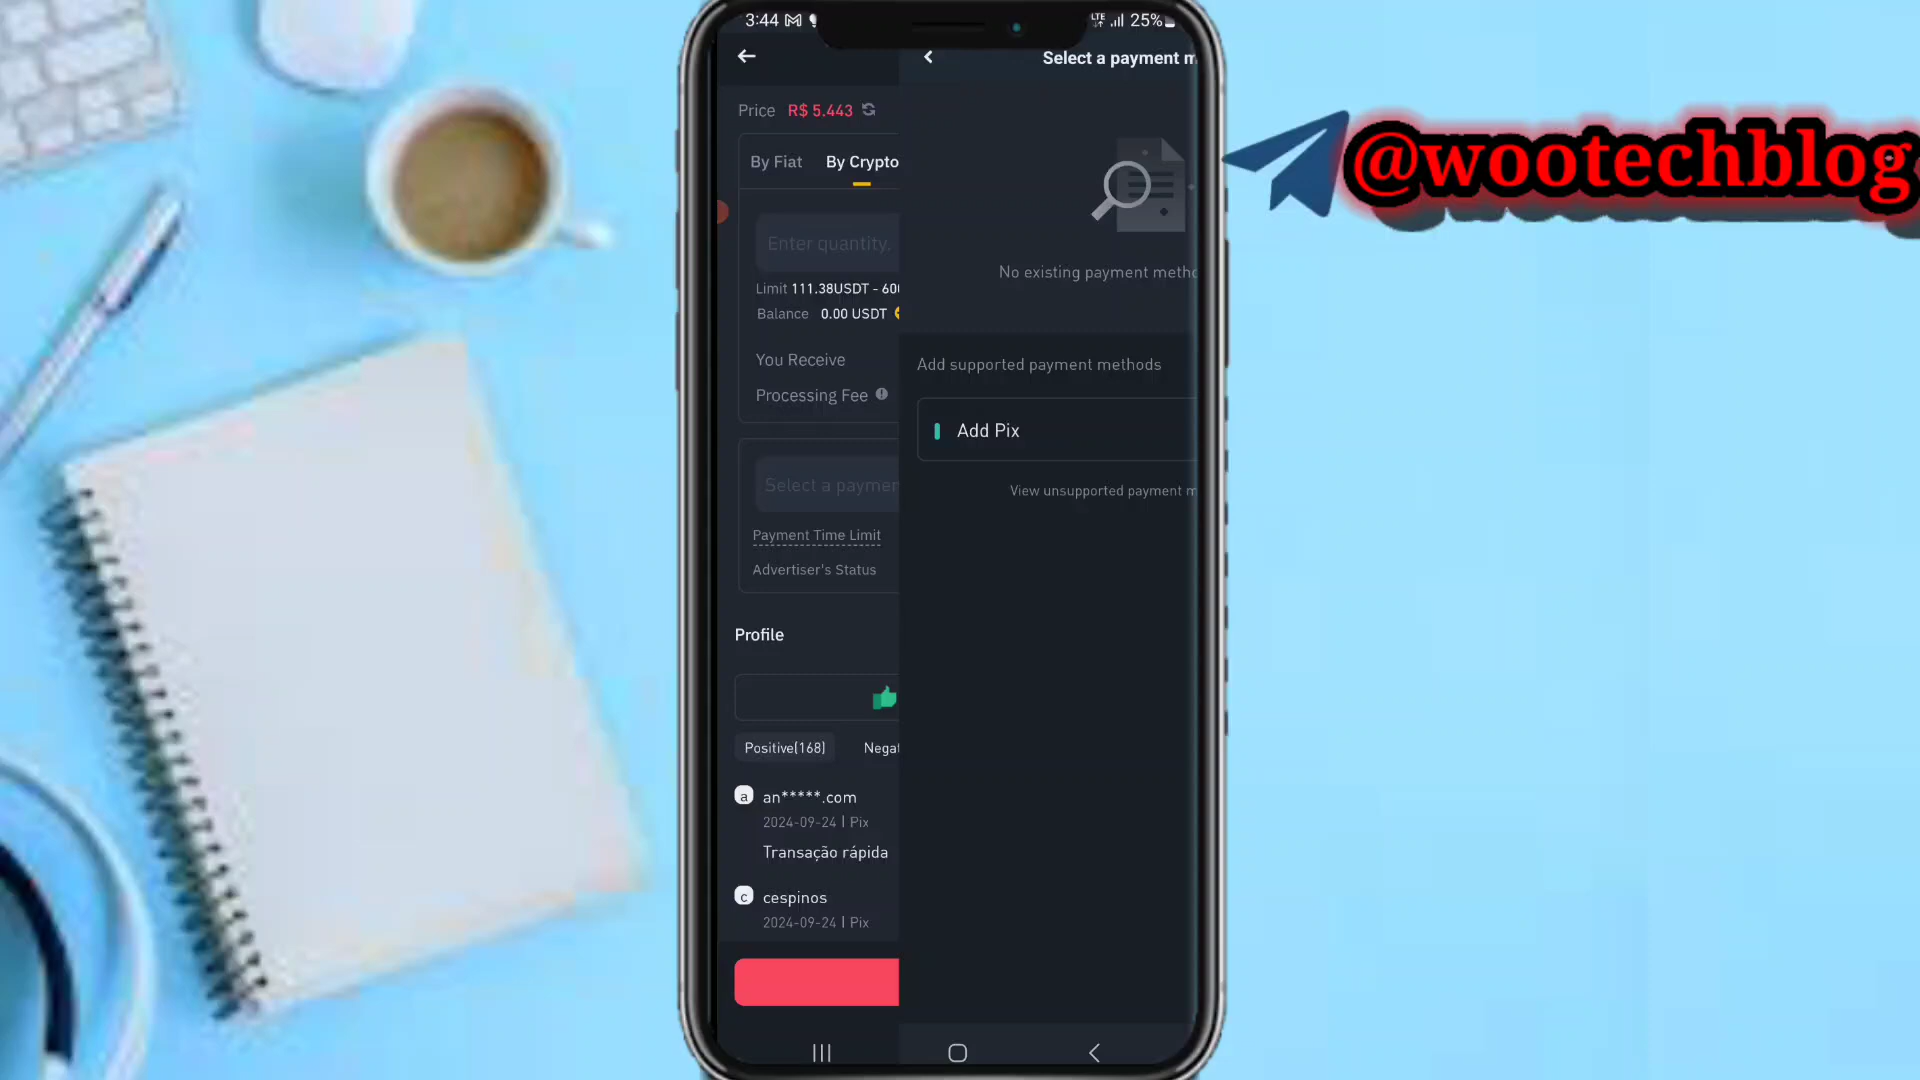 3:44
LTE 25%
Select a payment m
Price R$ 5.443
By Fiat By Crypto
Enter quantity.
Limit 111.38USDT - 600
Balance 0.00 USDT
No existing payment metho
You Receive
Processing Fee
Add supported payment methods
Add Pix
Select a paymen
View unsupported payment m
Payment Time Limit
Advertiser's Status
Profile
Positive(168) Negat
a an*****.com
2024-09-24 | Pix
Transação rápida
c cespinos
2024-09-24 | Pix
@wootechblog